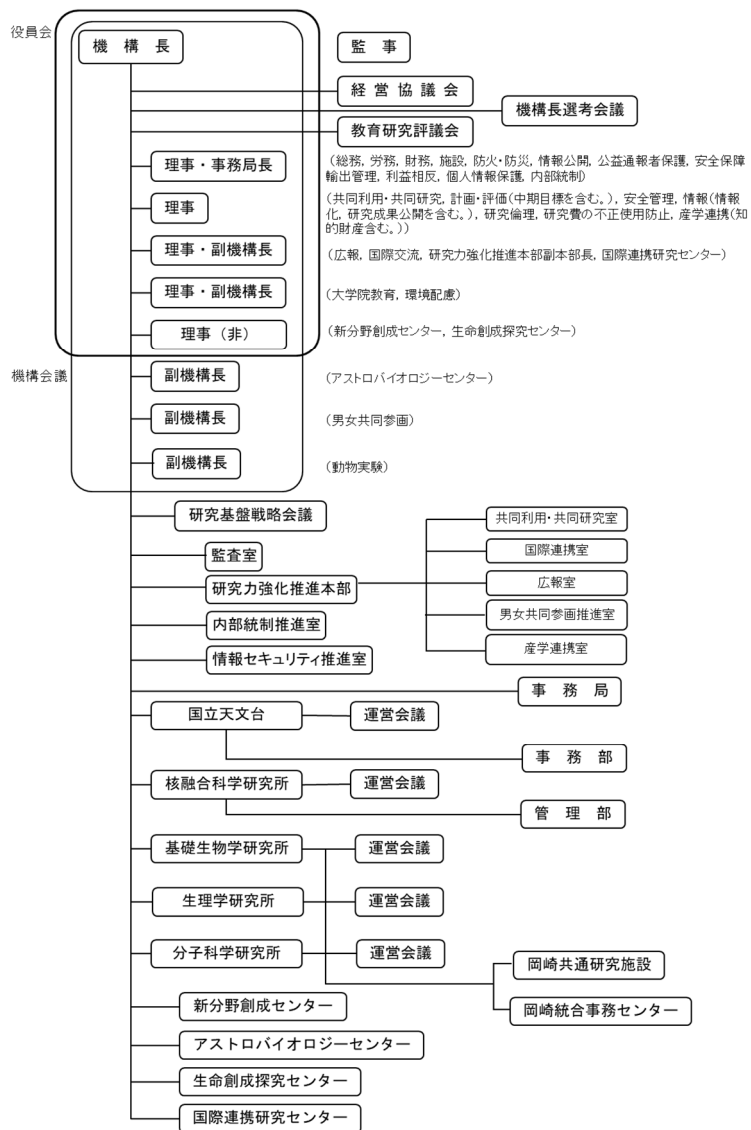 役員会
機構長
監事
経営協議会
機構長選考会議
教育研究評議会
理事・事務局長
（総務, 労務, 財務, 施設, 防火・防災, 情報公開, 公益通報者保護, 安全保障
輸出管理, 利益相反, 個人情報保護, 内部統制）
理事
（共同利用・共同研究, 計画・評価（中期目標を含む。）, 安全管理, 情報（情報
化, 研究成果公開を含む。）, 研究倫理, 研究費の不正使用防止, 産学連携（知
的財産含む。））
理事・副機構長
（広報, 国際交流, 研究力強化推進本部副本部長, 国際連携研究センター）
理事・副機構長
（大学院教育, 環境配慮）
理事（非）
（新分野創成センター, 生命創成探究センター）
機構会議
副機構長
（アストロバイオロジーセンター）
副機構長
（男女共同参画）
副機構長
（動物実験）
研究基盤戦略会議
共同利用・共同研究室
監査室
国際連携室
研究力強化推進本部
広報室
内部統制推進室
男女共同参画推進室
情報セキュリティ推進室
産学連携室
事務局
国立天文台
運営会議
事務部
核融合科学研究所
運営会議
管理部
基礎生物学研究所
運営会議
生理学研究所
運営会議
分子科学研究所
運営会議
岡崎共通研究施設
新分野創成センター
岡崎統合事務センター
アストロバイオロジーセンター
生命創成探究センター
国際連携研究センター